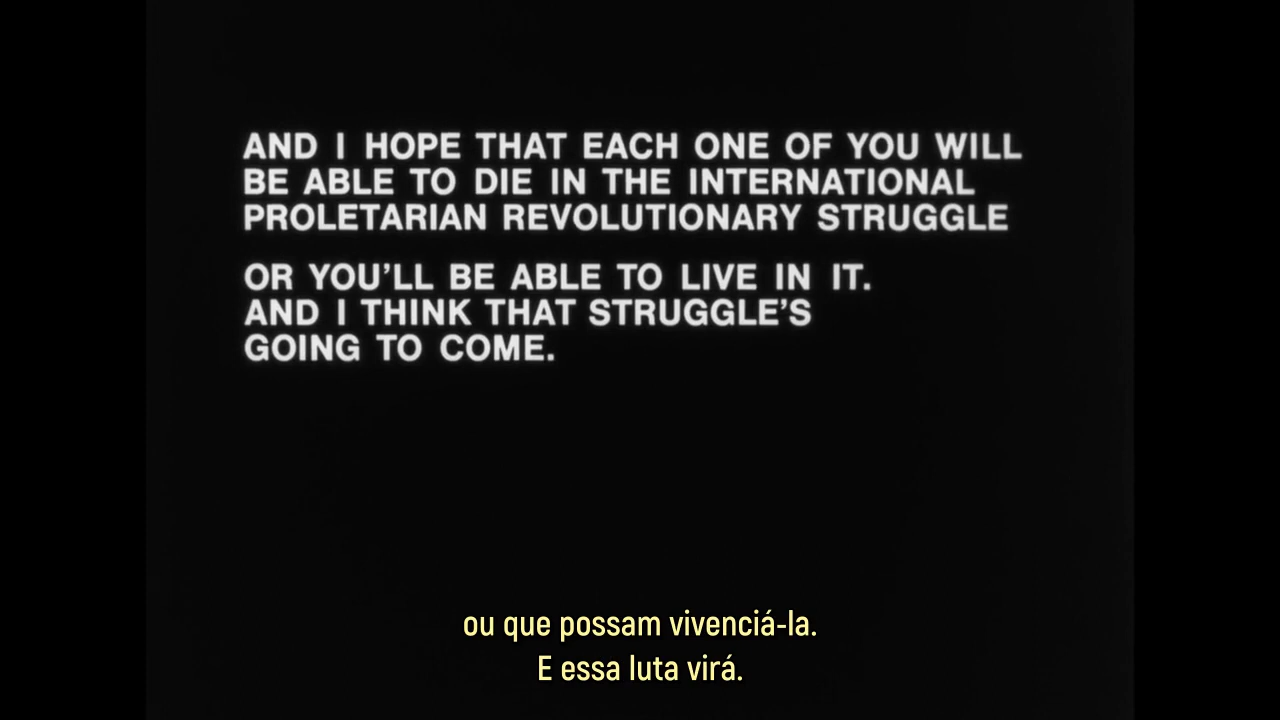 AND I HOPE THAT EACH ONE OF YOU WILL
BE ABLE TO DIE IN THE INTERNATIONAL
PROLETARIAN REVOLUTIONARY STRUGGLE
OR YOU'LL BE ABLE TO LIVE IN IT.
AND I THINK THAT STRUGGLE'S
GOING TO COME.
ou que possam vivenciá-la.
E essa luta virá.